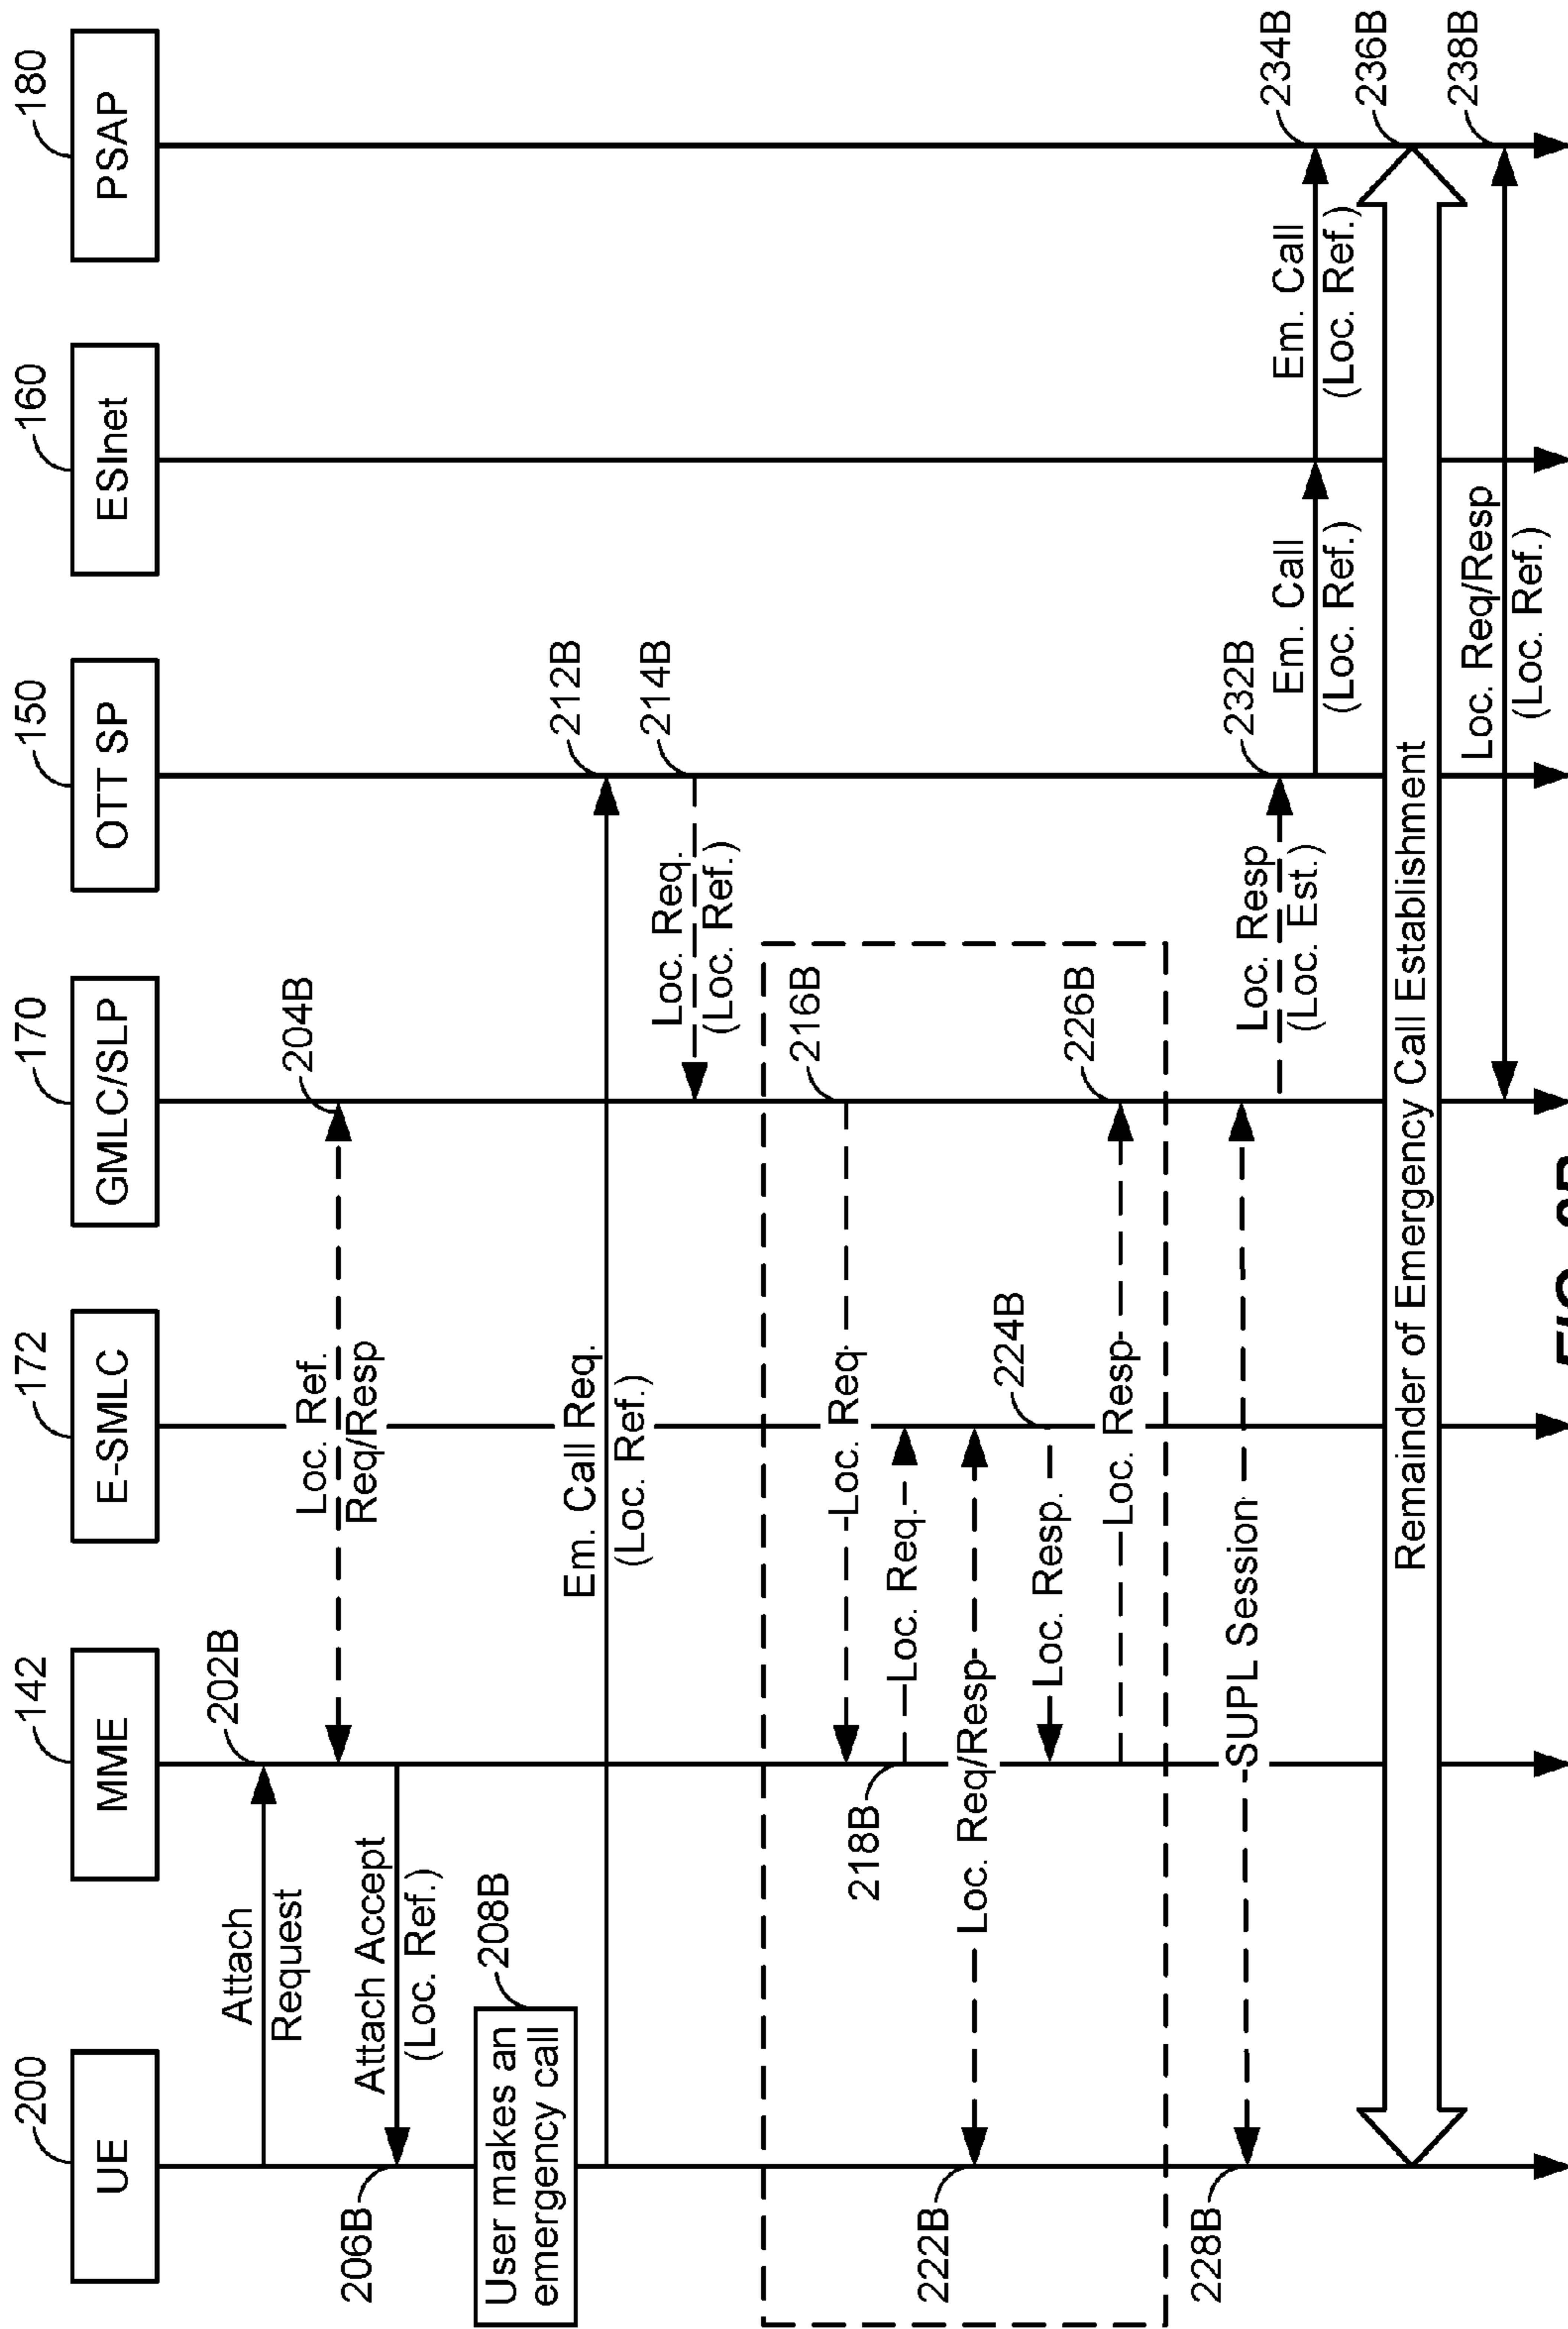 200
142
172
170
150
160
180
UE
MME
E-SMLC
GMLC/SLP
OTT SP
ESInet
PSAP
Attach
Request
202B
Loc. Ref.
Req/Resp
204B
Attach Accept
(Loc. Ref.)
206B
User makes an
emergency call
208B
Em. Call Req.
(Loc. Ref.)
212B
Loc. Req.
(Loc. Ref.)
214B
Loc. Req.
216B
218B
Loc. Req.
222B
Loc. Req/Resp
Loc. Resp.
224B
Loc. Resp
226B
228B
SUPL Session
Loc. Resp
(Loc. Est.)
232B
Em. Call
(Loc. Ref.)
Em. Call
(Loc. Ref.)
234B
Remainder of Emergency Call Establishment
236B
Loc. Req/Resp
(Loc. Ref.)
238B